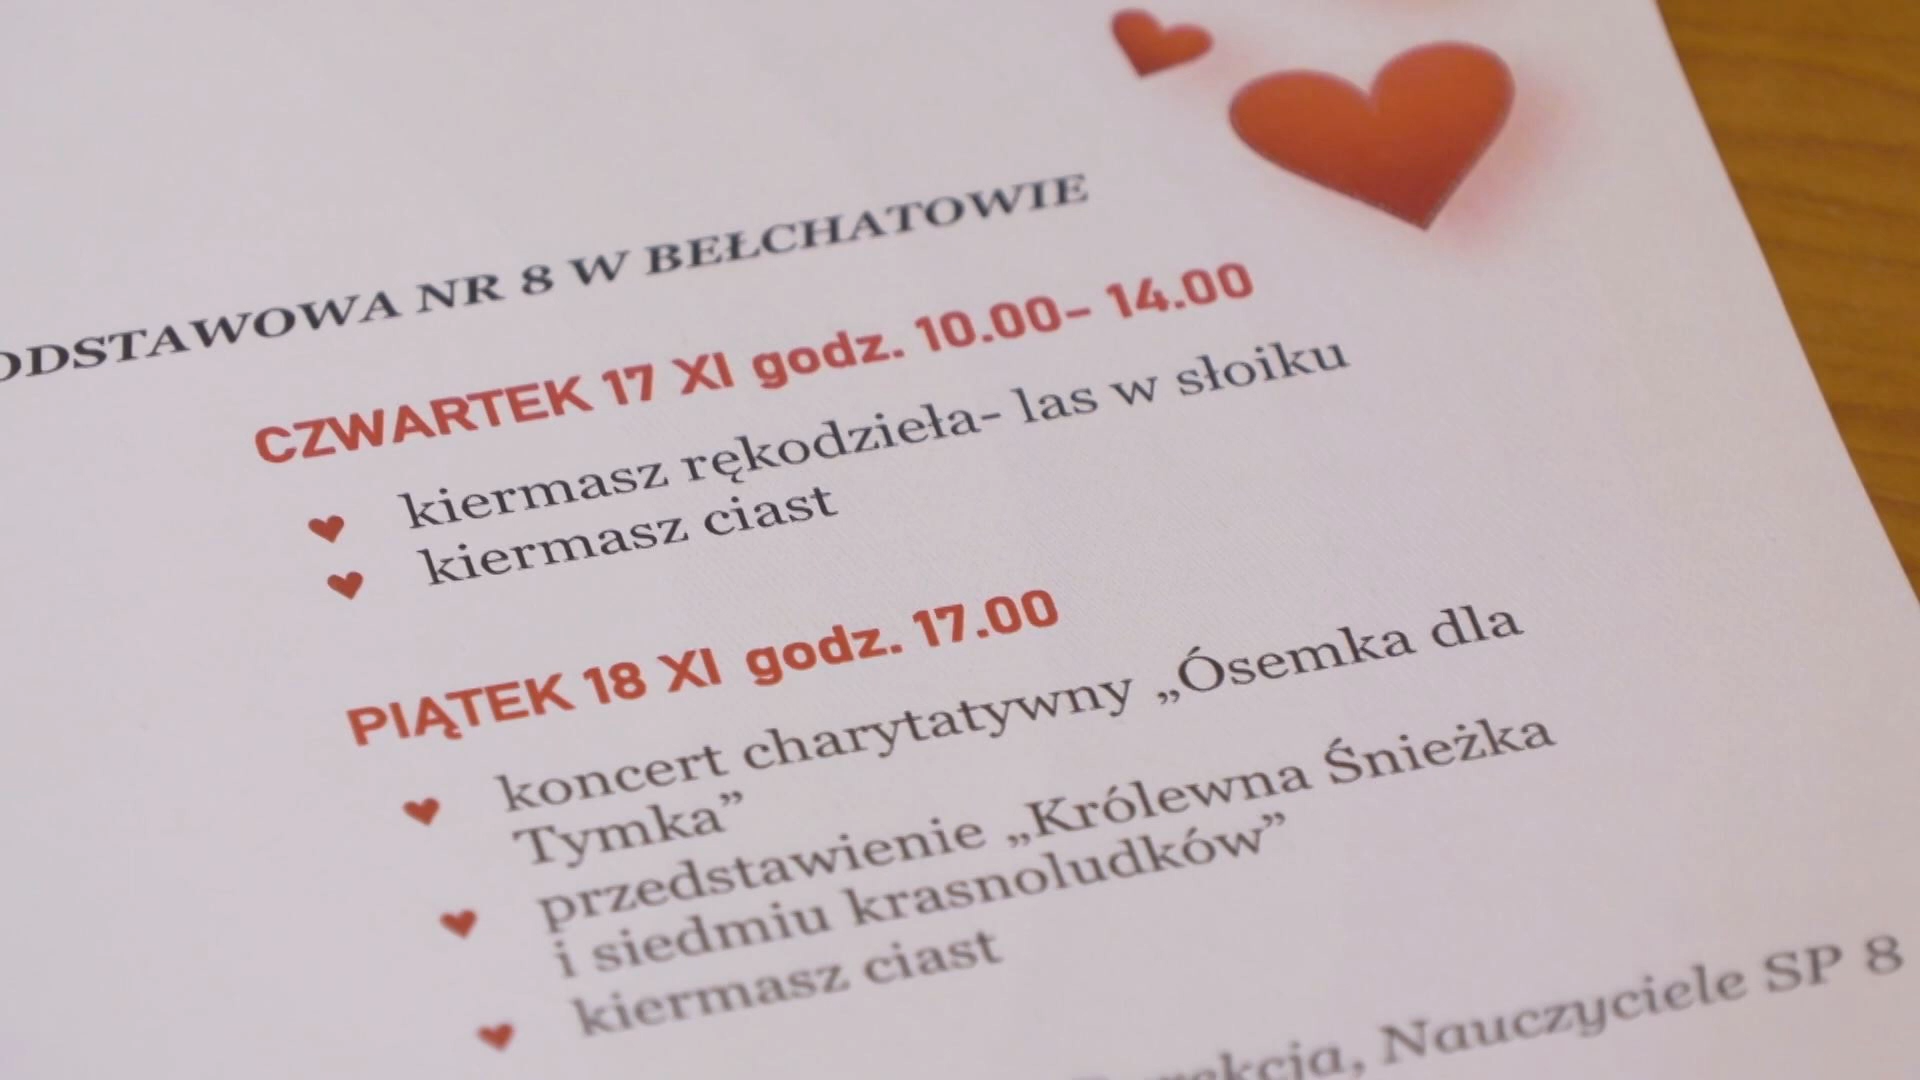 ODSTAWOWA NR 8 W BEŁCHATOWIE
CZWARTEK 17 XI godz. 10.00– 14.00
kiermasz rękodzieła– las w słoiku
kiermasz ciast
PIĄTEK 18 XI godz. 17.00
koncert charytatywny „Ósemka dla
Tymka”
przedstawienie „Królewna Śnieżka
i siedmiu krasnoludków”
kiermasz ciast
Nauczyciele SP 8